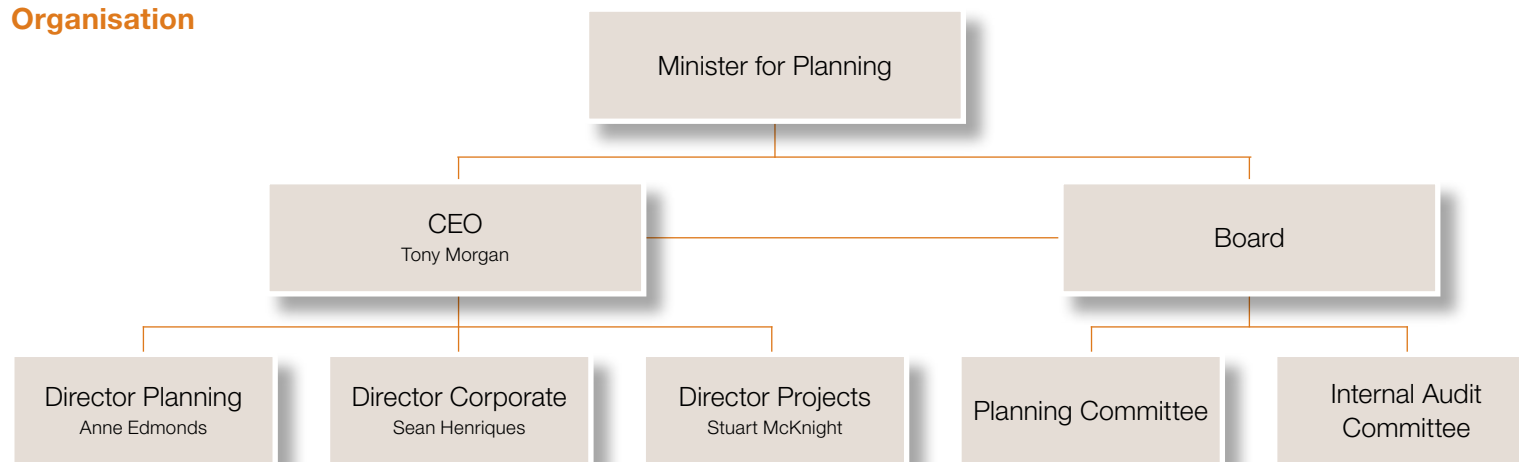 Organisation
Minister for Planning
CEO
Tony Morgan
Board
Director Planning
Anne Edmonds
Director Corporate
Sean Henriques
Director Projects
Stuart McKnight
Planning Committee
Internal Audit
Committee